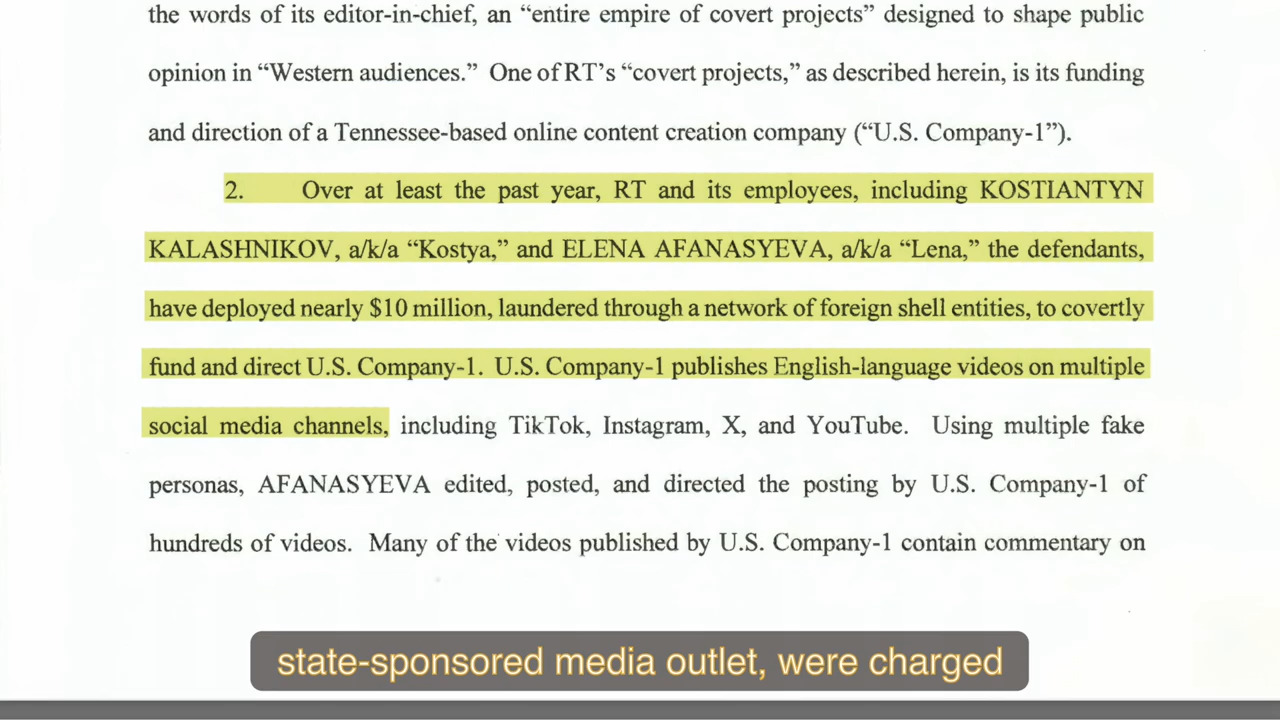 the words of its editor-in-chief, an “entire empire of covert projects” designed to shape public
opinion in “Western audiences.” One of RT’s “covert projects,” as described herein, is its funding
and direction of a Tennessee-based online content creation company (“U.S. Company-1”).
2. Over at least the past year, RT and its employees, including KOSTIANTYN
KALASHNIKOV, a/k/a “Kostya,” and ELENA AFANASYEVA, a/k/a “Lena,” the defendants,
have deployed nearly $10 million, laundered through a network of foreign shell entities, to covertly
fund and direct U.S. Company-1. U.S. Company-1 publishes English-language videos on multiple
social media channels, including TikTok, Instagram, X, and YouTube. Using multiple fake
personas, AFANASYEVA edited, posted, and directed the posting by U.S. Company-1 of
hundreds of videos. Many of the videos published by U.S. Company-1 contain commentary on
state-sponsored media outlet, were charged